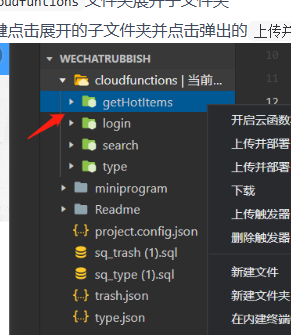 文件夹展开子文件夹
键点击展开的子文件夹并点击弹出的 上传并
WECHATRUBBISH
cloudfunctions | 当前...
getHotItems
login
search
type
miniprogram
Readme
project.config.json
sq_trash (1).sql
sq_type (1).sql
trash.json
type.json
10
11
12
开启云函数
上传并部署
上传并部署
下载
上传触发器
删除触发器
新建文件
新建文件夹
在内建终端